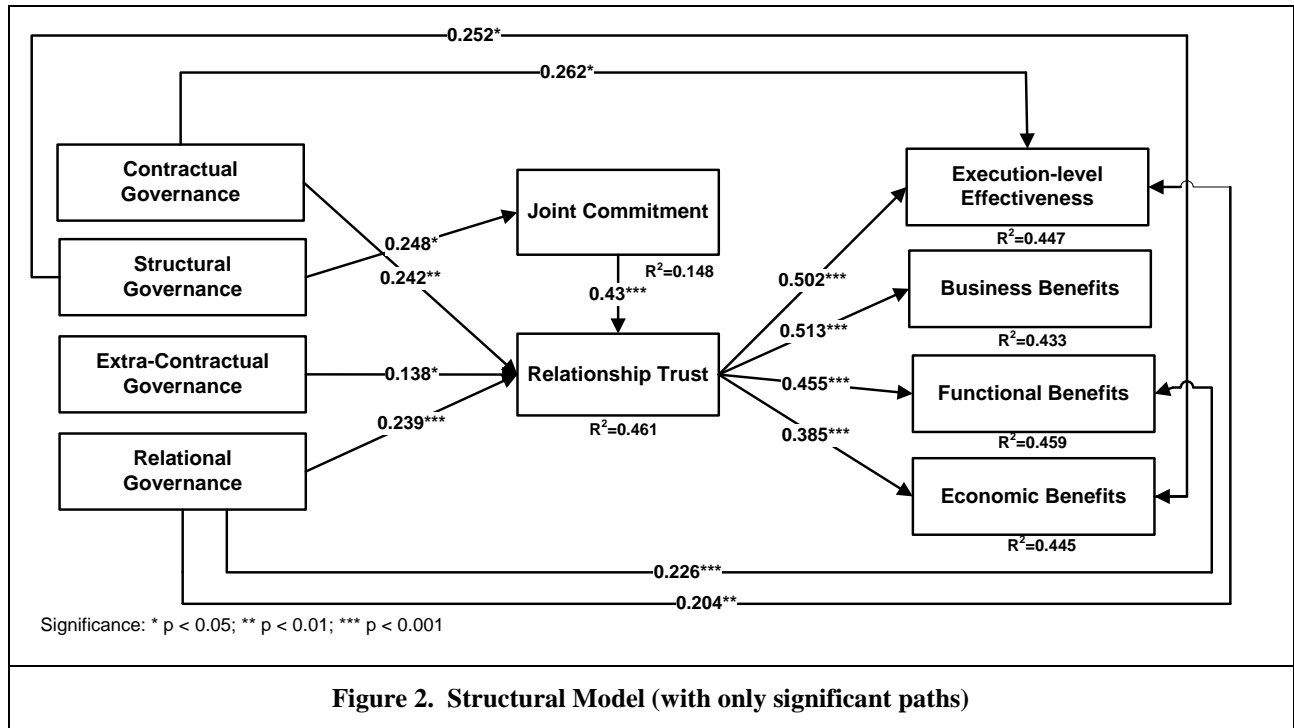 0.252*
0.262*
Contractual
Governance
Structural
Governance
Extra-Contractual
Governance
Relational
Governance
0.248*
0.242**
0.138*
0.239***
Joint Commitment
R²=0.148
0.43***
Relationship Trust
R²=0.461
0.502***
0.513***
0.455***
0.385***
Execution-level
Effectiveness
R²=0.447
Business Benefits
R²=0.433
Functional Benefits
R²=0.459
Economic Benefits
R²=0.445
0.226***
0.204**
Significance: * p < 0.05; ** p < 0.01; *** p < 0.001
Figure 2. Structural Model (with only significant paths)